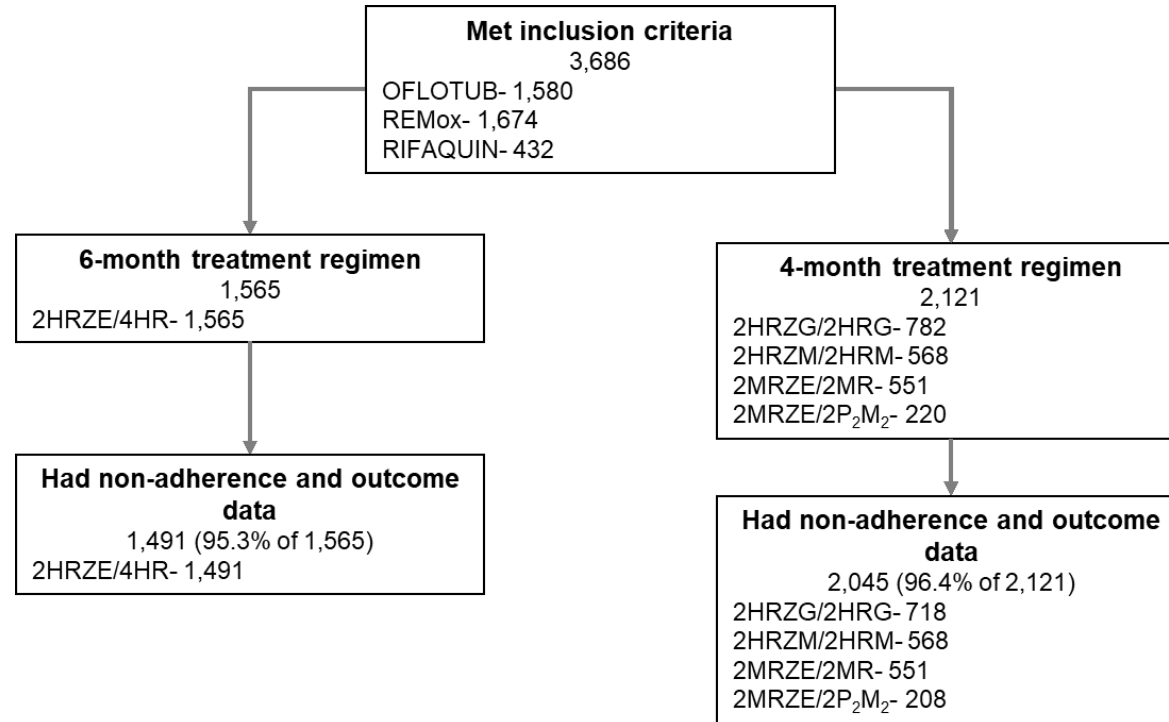 Met inclusion criteria
3,686
OFLOTUB- 1,580
REMox- 1,674
RIFAQUIN- 432
6-month treatment regimen
1,565
2HRZE/4HR- 1,565
4-month treatment regimen
2,121
2HRZG/2HRG- 782
2HRZM/2HRM- 568
2MRZE/2MR- 551
2MRZE/2P₂M₂- 220
Had non-adherence and outcome
data
1,491 (95.3% of 1,565)
2HRZE/4HR- 1,491
Had non-adherence and outcome
data
2,045 (96.4% of 2,121)
2HRZG/2HRG- 718
2HRZM/2HRM- 568
2MRZE/2MR- 551
2MRZE/2P₂M₂- 208